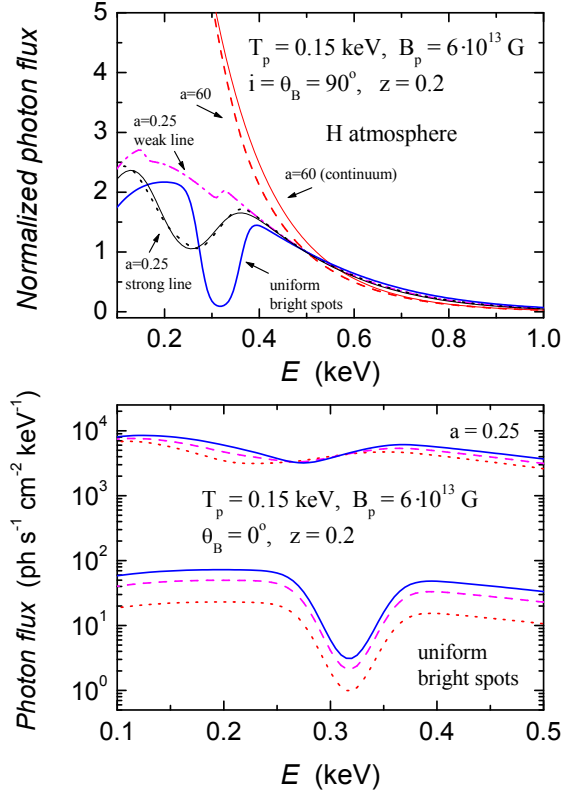 Normalized photon flux
5
4
3
2
1
0
T_p = 0.15 keV, B_p = 6·10^13 G
i = θ_B = 90°, z = 0.2
H atmosphere
a=60
a=0.25
weak line
a=60 (continuum)
a=0.25
strong line
uniform
bright spots
0.2 0.4 0.6 0.8 1.0
E (keV)
Photon flux (ph s^-1 cm^-2 keV^-1)
10^4
10^3
10^2
10^1
10^0
a = 0.25
T_p = 0.15 keV, B_p = 6·10^13 G
θ_B = 0°, z = 0.2
uniform
bright spots
0.1 0.2 0.3 0.4 0.5
E (keV)